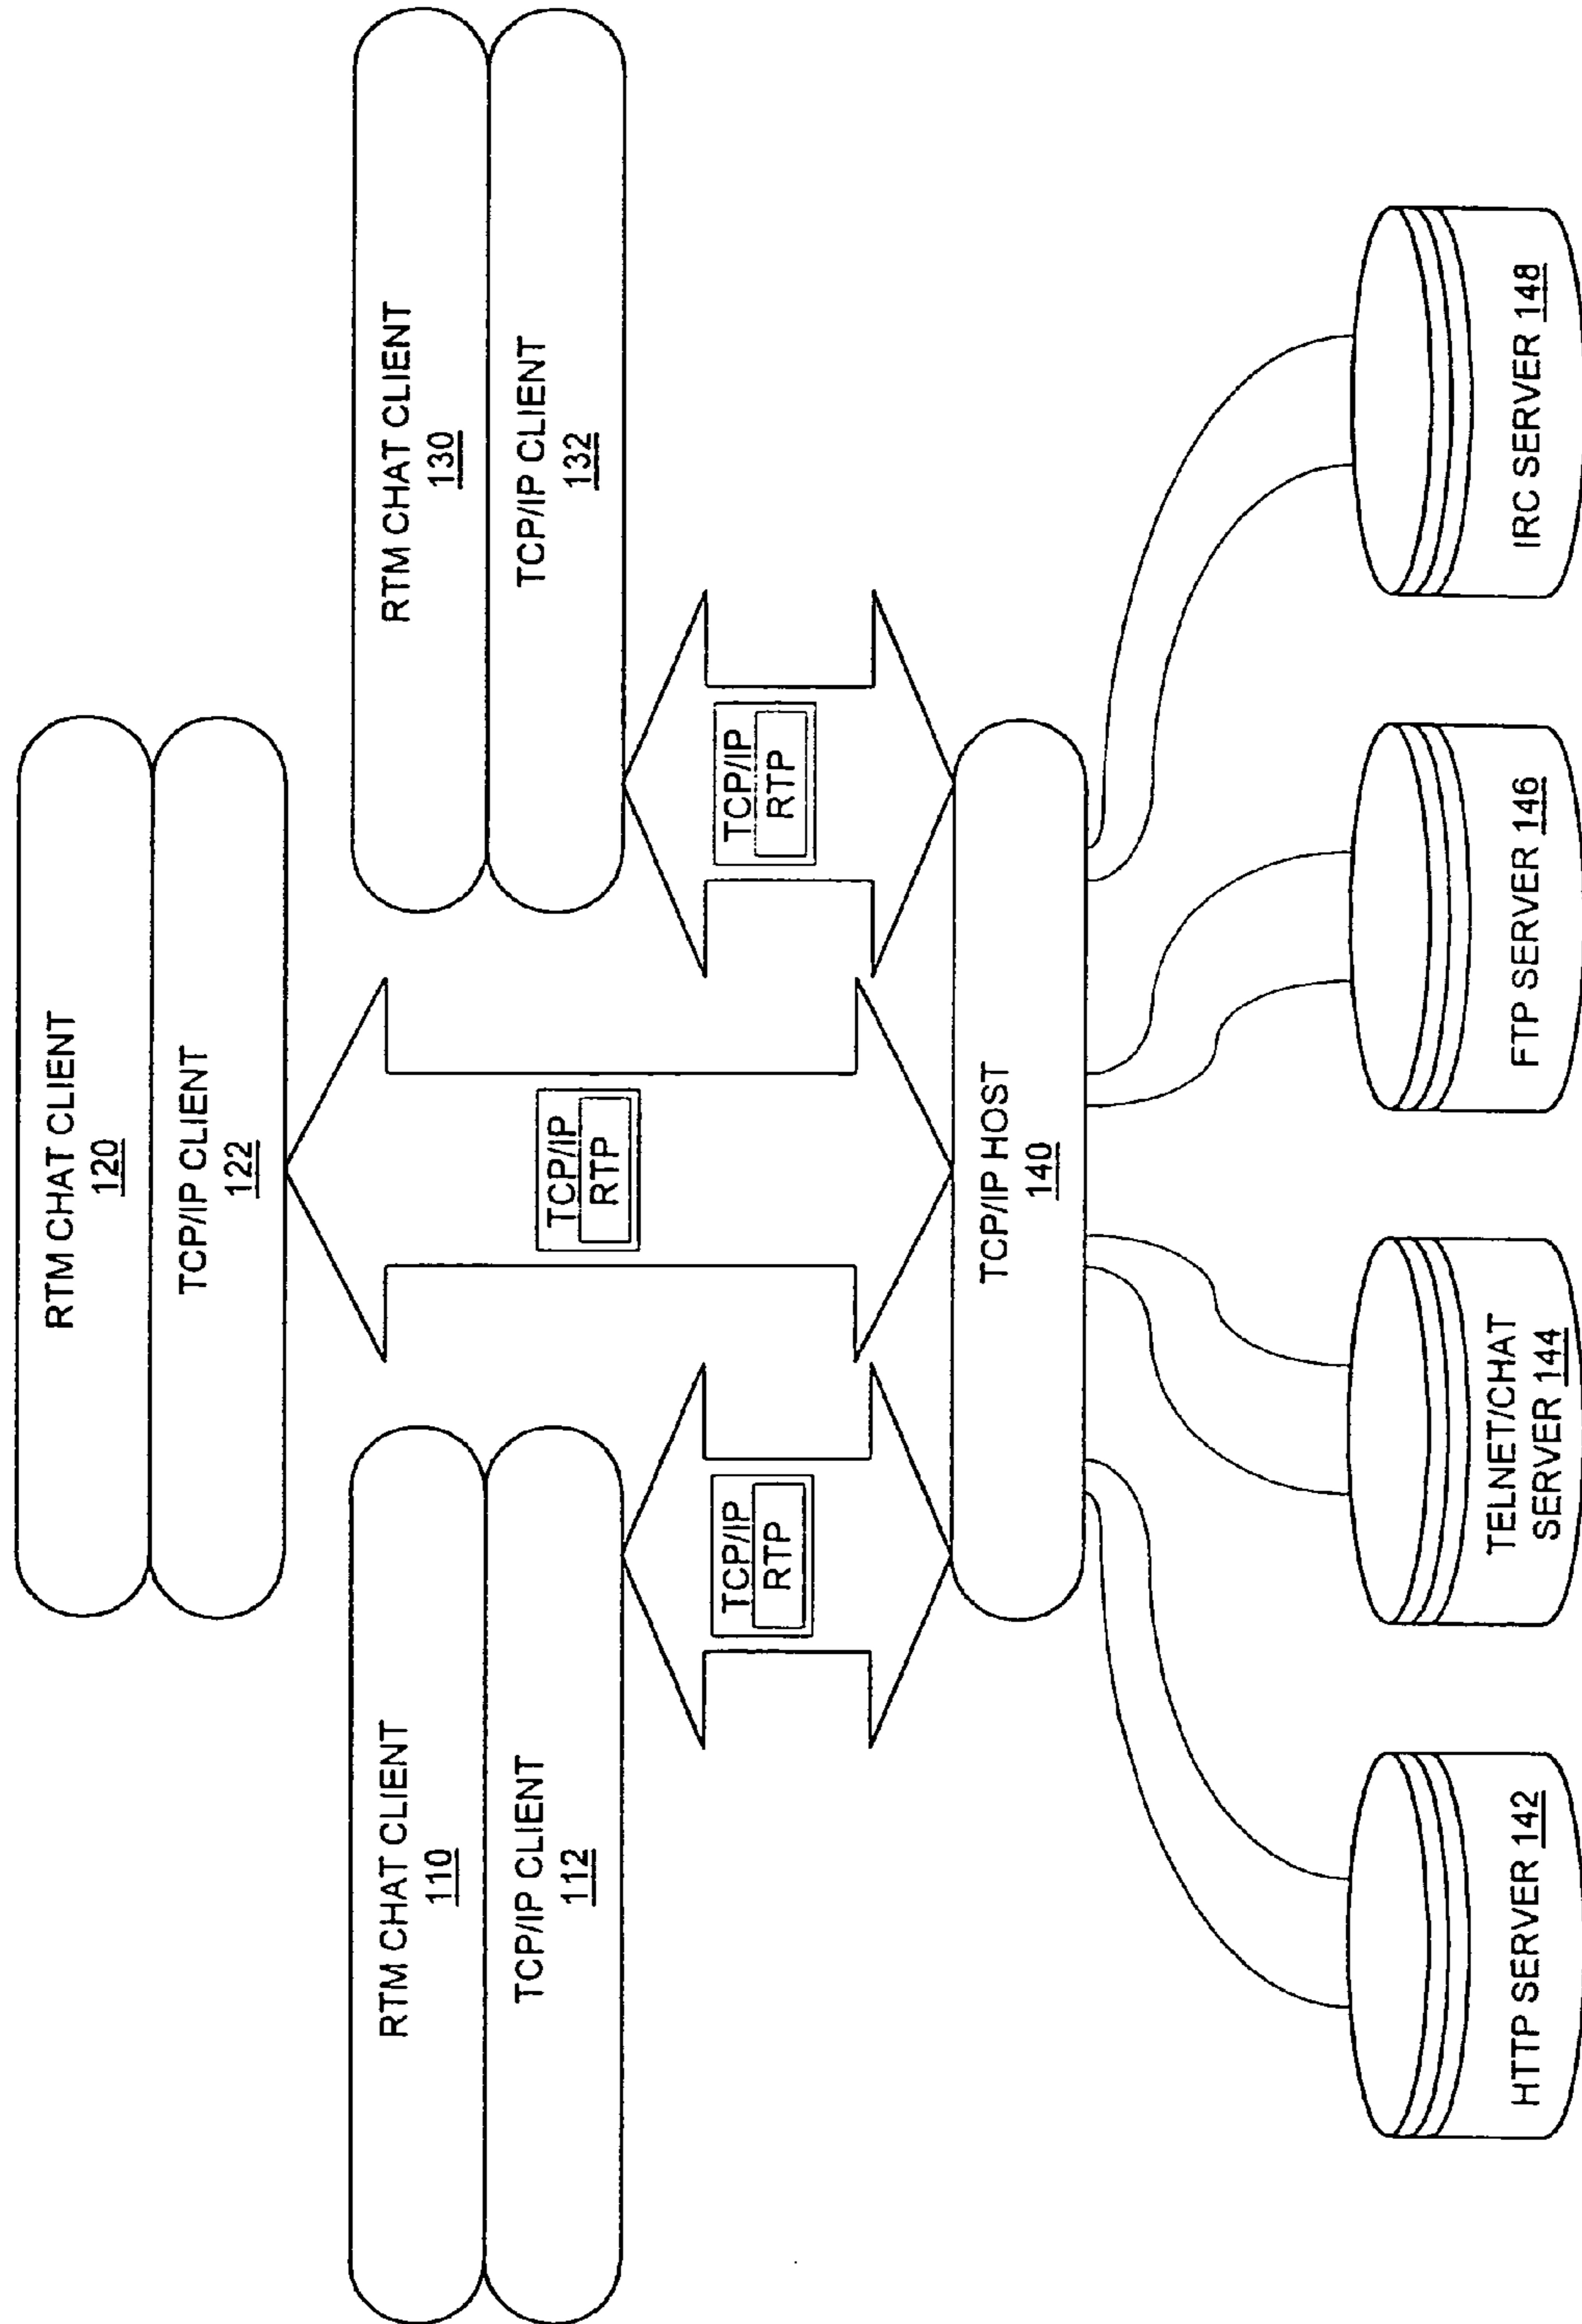 RTM CHAT CLIENT
120
TCP/IP CLIENT
122
RTM CHAT CLIENT
110
TCP/IP CLIENT
112
RTM CHAT CLIENT
130
TCP/IP CLIENT
132
TCP/IP
RTP
TCP/IP
RTP
TCP/IP
RTP
TCP/IP HOST
140
HTTP SERVER 142
TELNET/CHAT
SERVER 144
FTP SERVER 146
IRC SERVER 148